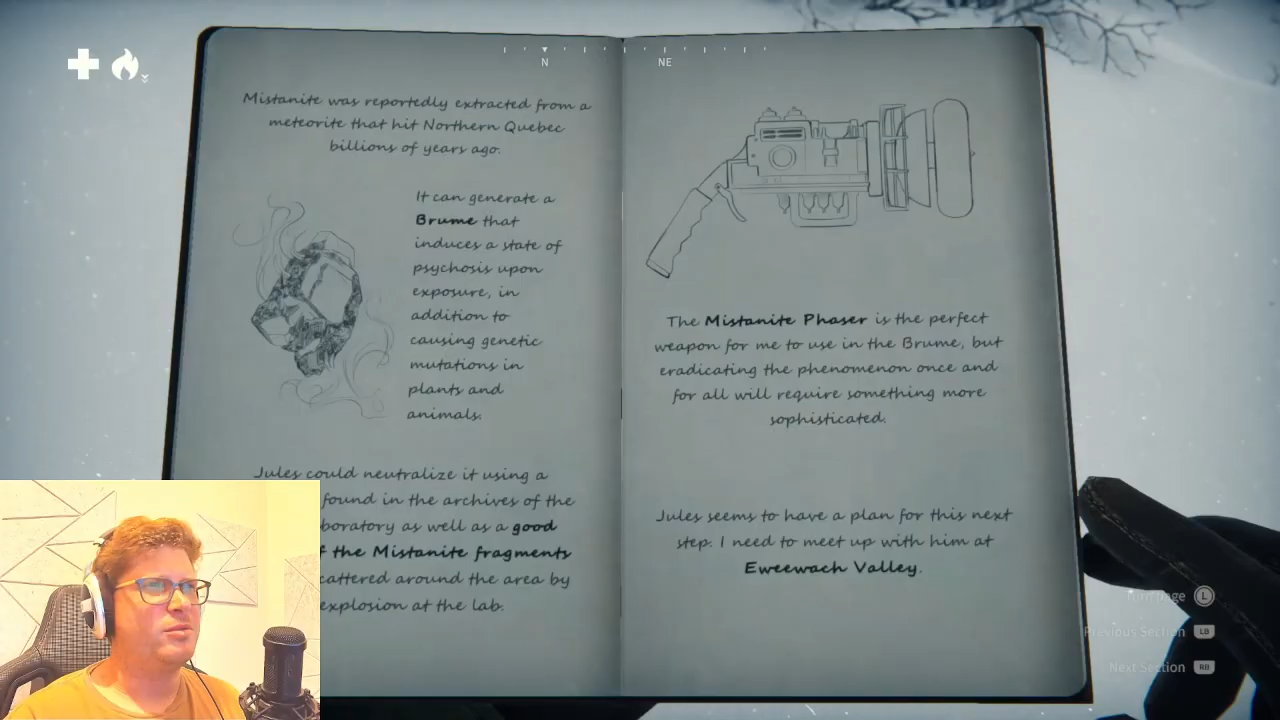 N
NE
Mistanite was reportedly extracted from a
meteorite that hit Northern Quebec
billions of years ago.
It can generate a
Brume that
induces a state of
psychosis upon
exposure, in
addition to
causing genetic
mutations in
plants and
animals.
Jules could neutralize it using a
found in the archives of the
as well as a good
the Mistanite fragments
around the area by
explosion at the lab.
The Mistanite Phaser is the perfect
weapon for me to use in the Brume, but
eradicating the phenomenon once and
for all will require something more
sophisticated.
Jules seems to have a plan for this next
step. I need to meet up with him at
Eweewach Valley.
page L
Previous Section LB
Next Section RB